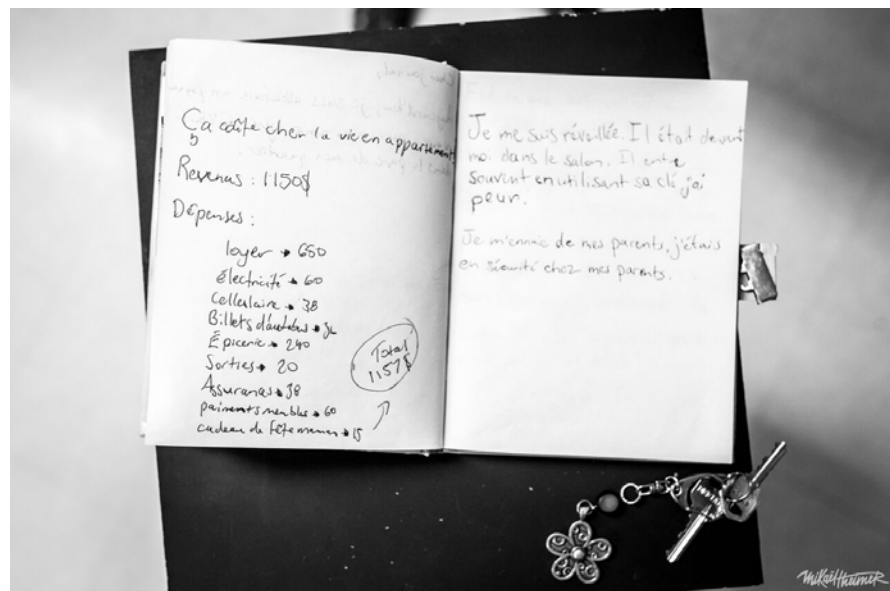 Ça coûte cher la vie en appartement
Revenus : 1150$
Dépenses :
loyer → 650
électricité → 60
Cellulaire → 38
Billets d'autobus → 36
Épicerie → 240
Sorties → 20
Assurances → 38
paiements meubles → 60
cadeau de fête maman → 15
Total
1157$
Je me suis réveillée. Il était devant
moi dans le salon. Il entre
souvent en utilisant sa clé, j'ai
peur.
Je m'ennuie de mes parents, j'étais
en sécurité chez mes parents.